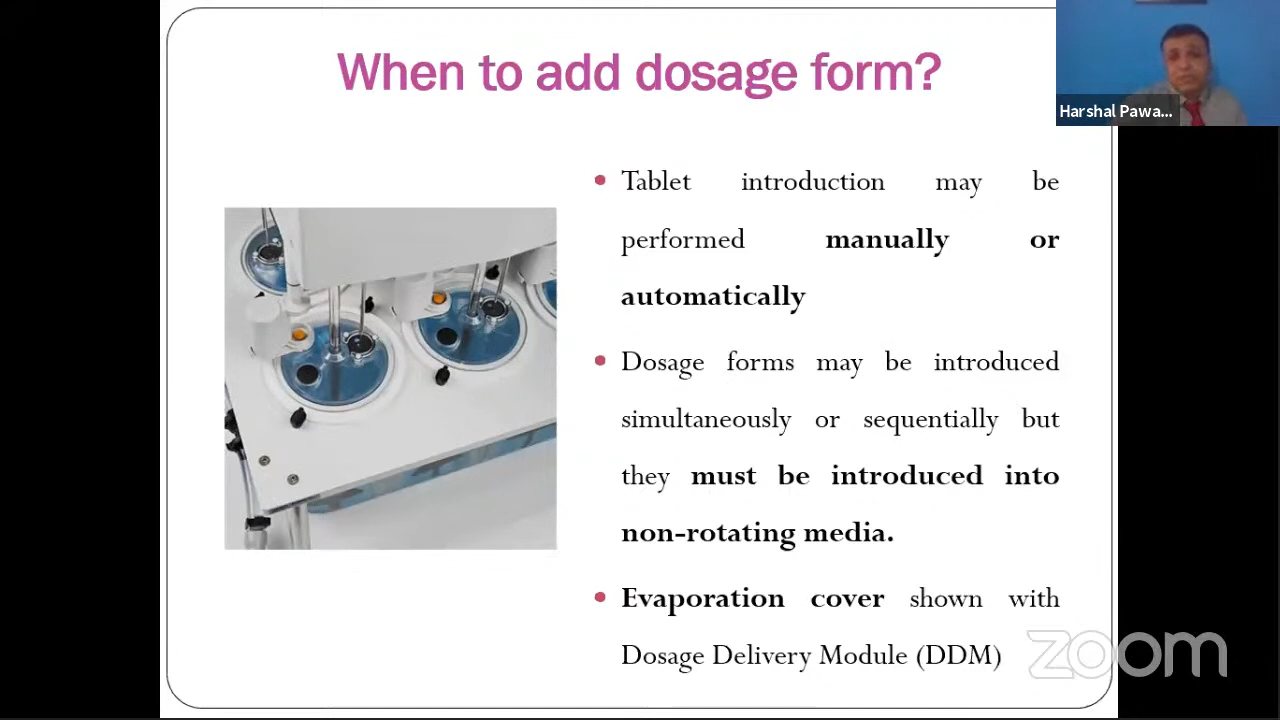 When to add dosage form?
Harshal Pawa...
• Tablet introduction may be
performed manually or
automatically
• Dosage forms may be introduced
simultaneously or sequentially but
they must be introduced into
non-rotating media.
• Evaporation cover shown with
Dosage Delivery Module (DDM)
zoom